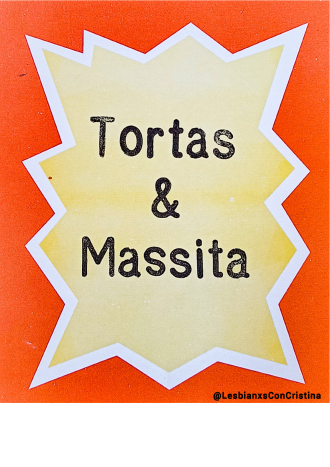 Tortas
&
Massita
@LesbianxsConCristina